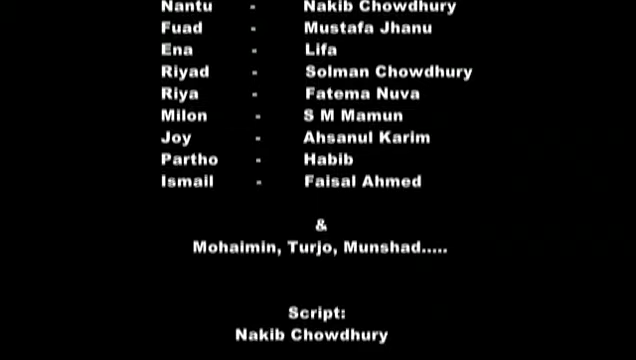 Nantu - Nakib Chowdhury
Fuad - Mustafa Jhanu
Ena - Lifa
Riyad - Solman Chowdhury
Riya - Fatema Nuva
Milon - S M Mamun
Joy - Ahsanul Karim
Partho - Habib
Ismail - Faisal Ahmed
&
Mohaimin, Turjo, Munshad.....
Script:
Nakib Chowdhury